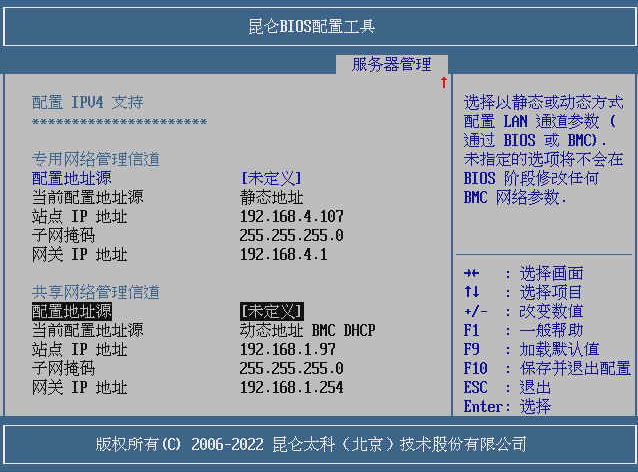 昆仑BIOS配置工具
服务器管理
↑
配置 IPV4 支持
**********************
专用网络管理信道
配置地址源 [未定义]
当前配置地址源 静态地址
站点 IP 地址 192.168.4.107
子网掩码 255.255.255.0
网关 IP 地址 192.168.4.1
共享网络管理信道
配置地址源 [未定义]
当前配置地址源 动态地址 BMC DHCP
站点 IP 地址 192.168.1.97
子网掩码 255.255.255.0
网关 IP 地址 192.168.1.254
选择以静态或动态方式
配置 LAN 通道参数 (
通过 BIOS 或 BMC).
未指定的选项将不会在
BIOS 阶段修改任何
BMC 网络参数.
→← : 选择画面
↑↓ : 选择项目
+/- : 改变数值
F1 : 一般帮助
F9 : 加载默认值
F10 : 保存并退出配置
ESC : 退出
Enter: 选择
版权所有(C) 2006-2022 昆仑太科（北京）技术股份有限公司